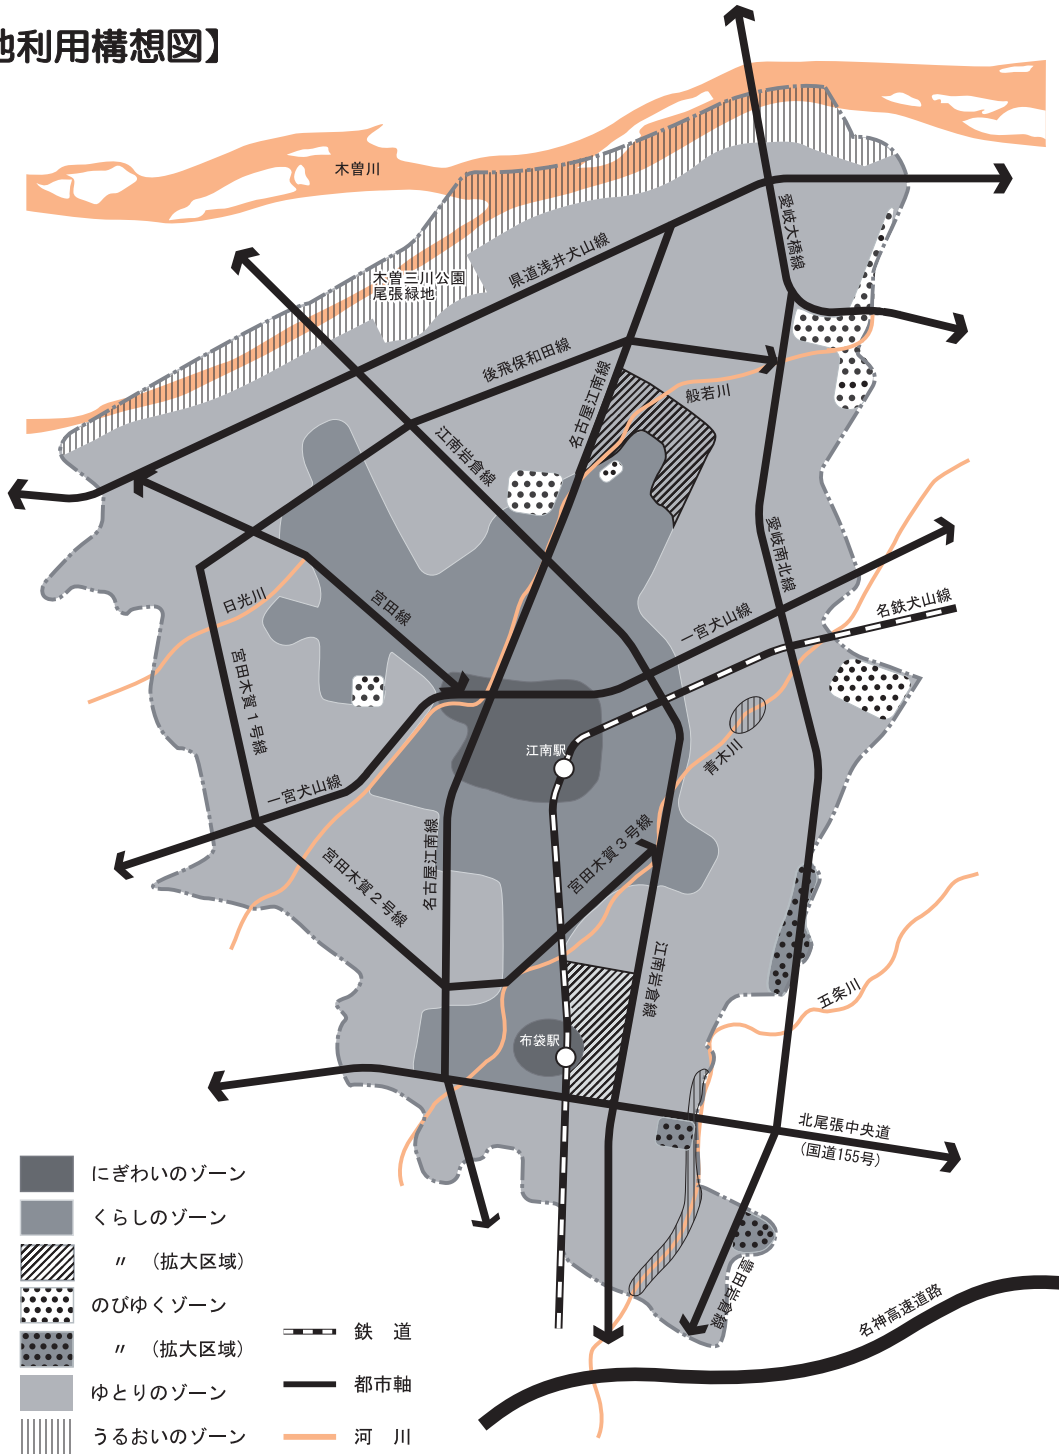 地利用構想図】
木曽川
愛岐大橋線
県道浅井犬山線
木曽三川公園
尾張緑地
後飛保和田線
名古屋江南線
般若川
江南岩倉線
愛岐南北線
日光川
宮田線
一宮犬山線
名鉄犬山線
宮田木賀1号線
江南駅
青木川
一宮犬山線
名古屋江南線
宮田木賀2号線
宮田木賀3号線
江南岩倉線
五条川
布袋駅
北尾張中央道
(国道155号)
豊田岩倉線
名神高速道路
にぎわいのゾーン
くらしのゾーン
〃 (拡大区域)
のびゆくゾーン
〃 (拡大区域)
ゆとりのゾーン
うるおいのゾーン
鉄 道
都市軸
河 川